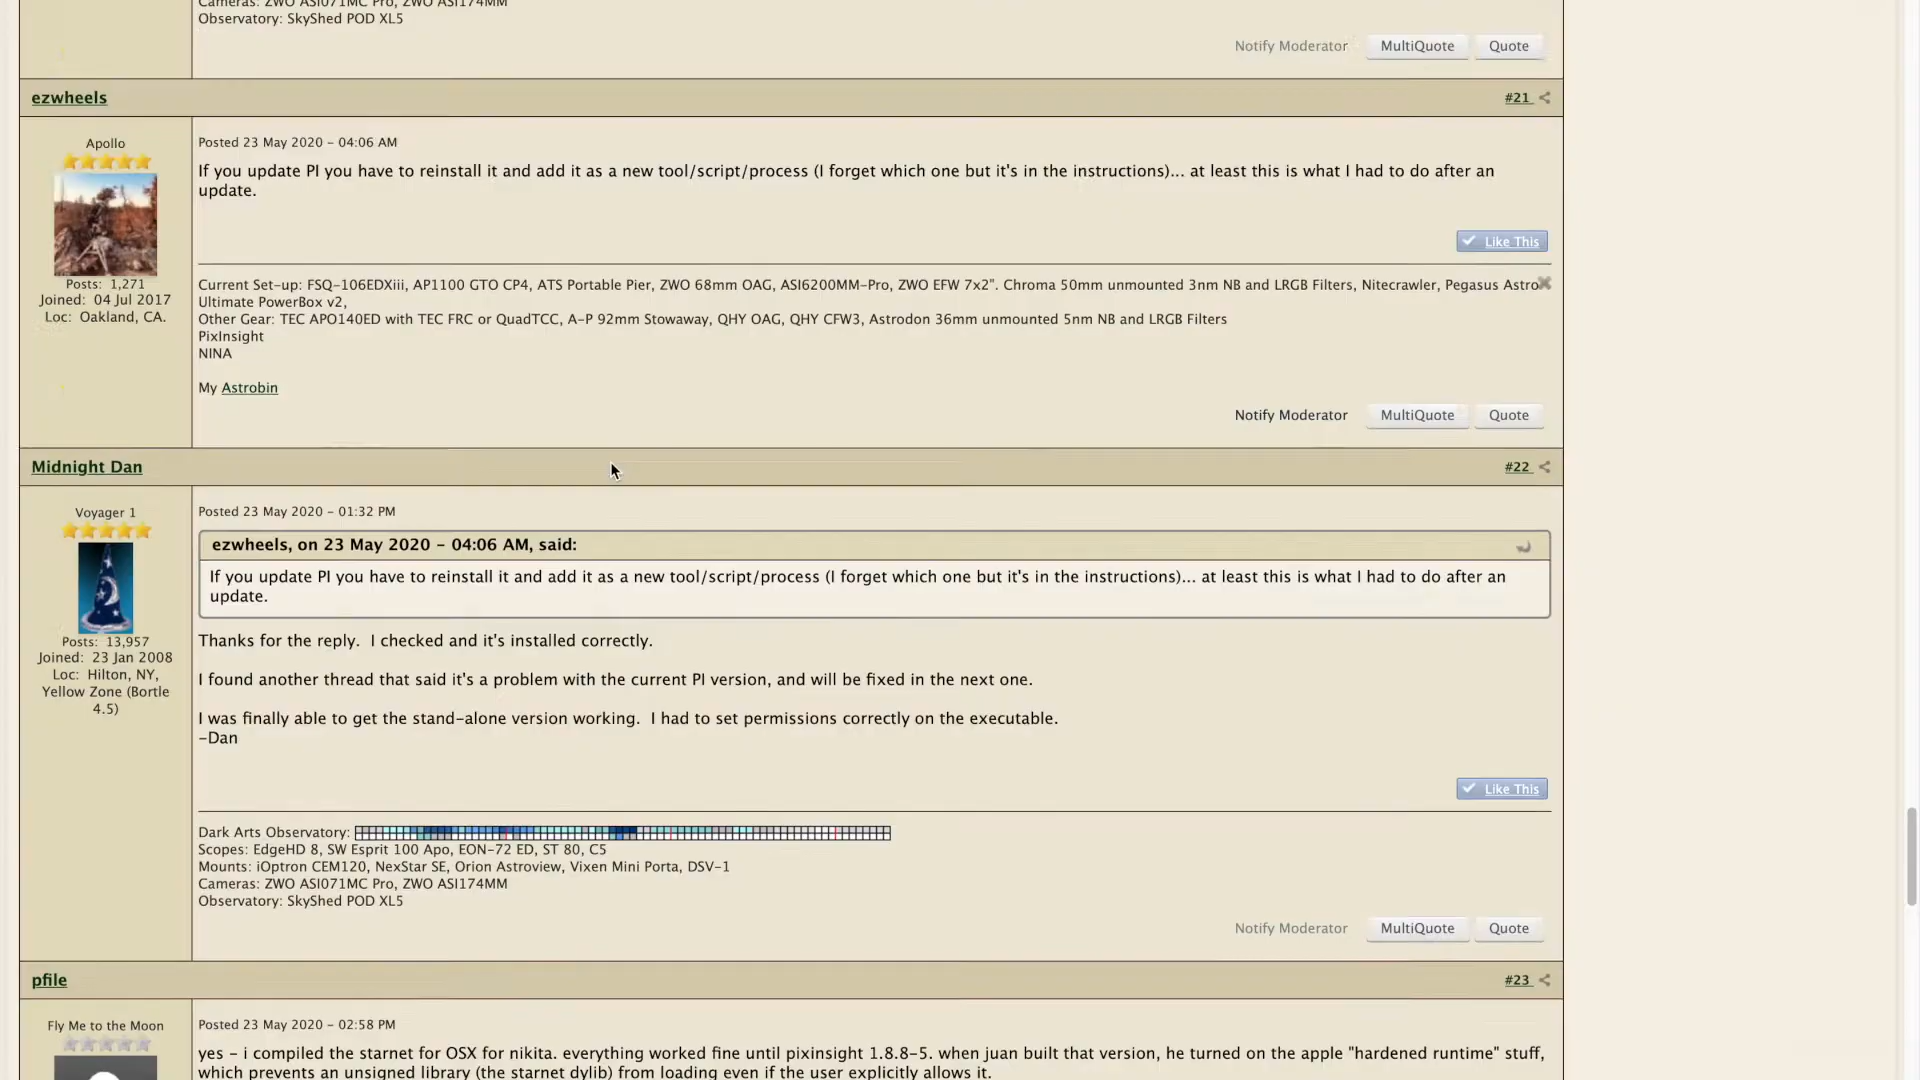 Cameras: ZWO ASI071MC Pro, ZWO ASI174MM
Observatory: SkyShed POD XL5
Notify Moderator MultiQuote Quote
ezwheels #21
Apollo
Posts: 1,271
Joined: 04 Jul 2017
Loc: Oakland, CA.
Posted 23 May 2020 – 04:06 AM
If you update PI you have to reinstall it and add it as a new tool/script/process (I forget which one but it's in the instructions)... at least this is what I had to do after an
update.
Like This
Current Set-up: FSQ-106EDXiii, AP1100 GTO CP4, ATS Portable Pier, ZWO 68mm OAG, ASI6200MM-Pro, ZWO EFW 7x2". Chroma 50mm unmounted 3nm NB and LRGB Filters, Nitecrawler, Pegasus Astro
Ultimate PowerBox v2,
Other Gear: TEC APO140ED with TEC FRC or QuadTCC, A-P 92mm Stowaway, QHY OAG, QHY CFW3, Astrodon 36mm unmounted 5nm NB and LRGB Filters
PixInsight
NINA
My Astrobin
Notify Moderator MultiQuote Quote
Midnight Dan #22
Voyager 1
Posts: 13,957
Joined: 23 Jan 2008
Loc: Hilton, NY,
Yellow Zone (Bortle
4.5)
Posted 23 May 2020 – 01:32 PM
ezwheels, on 23 May 2020 – 04:06 AM, said:
If you update PI you have to reinstall it and add it as a new tool/script/process (I forget which one but it's in the instructions)... at least this is what I had to do after an
update.
Thanks for the reply. I checked and it's installed correctly.
I found another thread that said it's a problem with the current PI version, and will be fixed in the next one.
I was finally able to get the stand-alone version working. I had to set permissions correctly on the executable.
-Dan
Like This
Dark Arts Observatory:
Scopes: EdgeHD 8, SW Esprit 100 Apo, EON-72 ED, ST 80, C5
Mounts: iOptron CEM120, NexStar SE, Orion Astroview, Vixen Mini Porta, DSV-1
Cameras: ZWO ASI071MC Pro, ZWO ASI174MM
Observatory: SkyShed POD XL5
Notify Moderator MultiQuote Quote
pfile #23
Fly Me to the Moon
Posted 23 May 2020 – 02:58 PM
yes - i compiled the starnet for OSX for nikita. everything worked fine until pixinsight 1.8.8-5. when juan built that version, he turned on the apple "hardened runtime" stuff,
which prevents an unsigned library (the starnet dylib) from loading even if the user explicitly allows it.